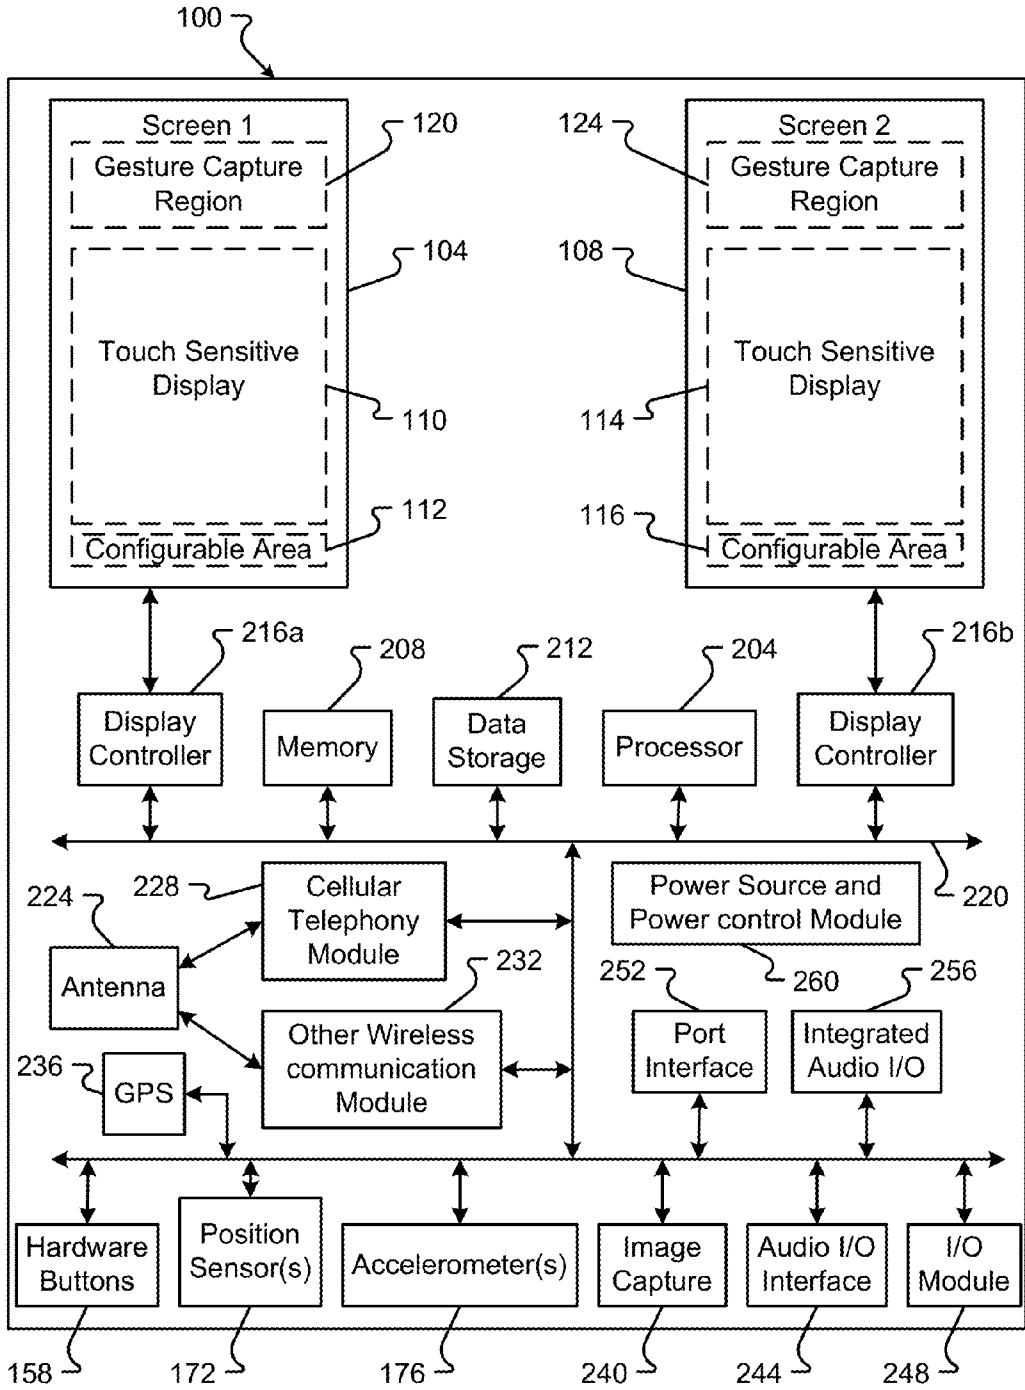 100
Screen 1
Gesture Capture
Region
120
104
Touch Sensitive
Display
110
112
Configurable Area
Screen 2
124
Gesture Capture
Region
108
Touch Sensitive
Display
114
116
Configurable Area
216a
208
212
204
216b
Display
Controller
Memory
Data
Storage
Processor
Display
Controller
220
228
Cellular
Telephony
Module
Power Source and
Power control Module
260
224
Antenna
232
Other Wireless
communication
Module
252
Port
Interface
256
Integrated
Audio I/O
236
GPS
Hardware
Buttons
Position
Sensor(s)
Accelerometer(s)
Image
Capture
Audio I/O
Interface
I/O
Module
158
172
176
240
244
248